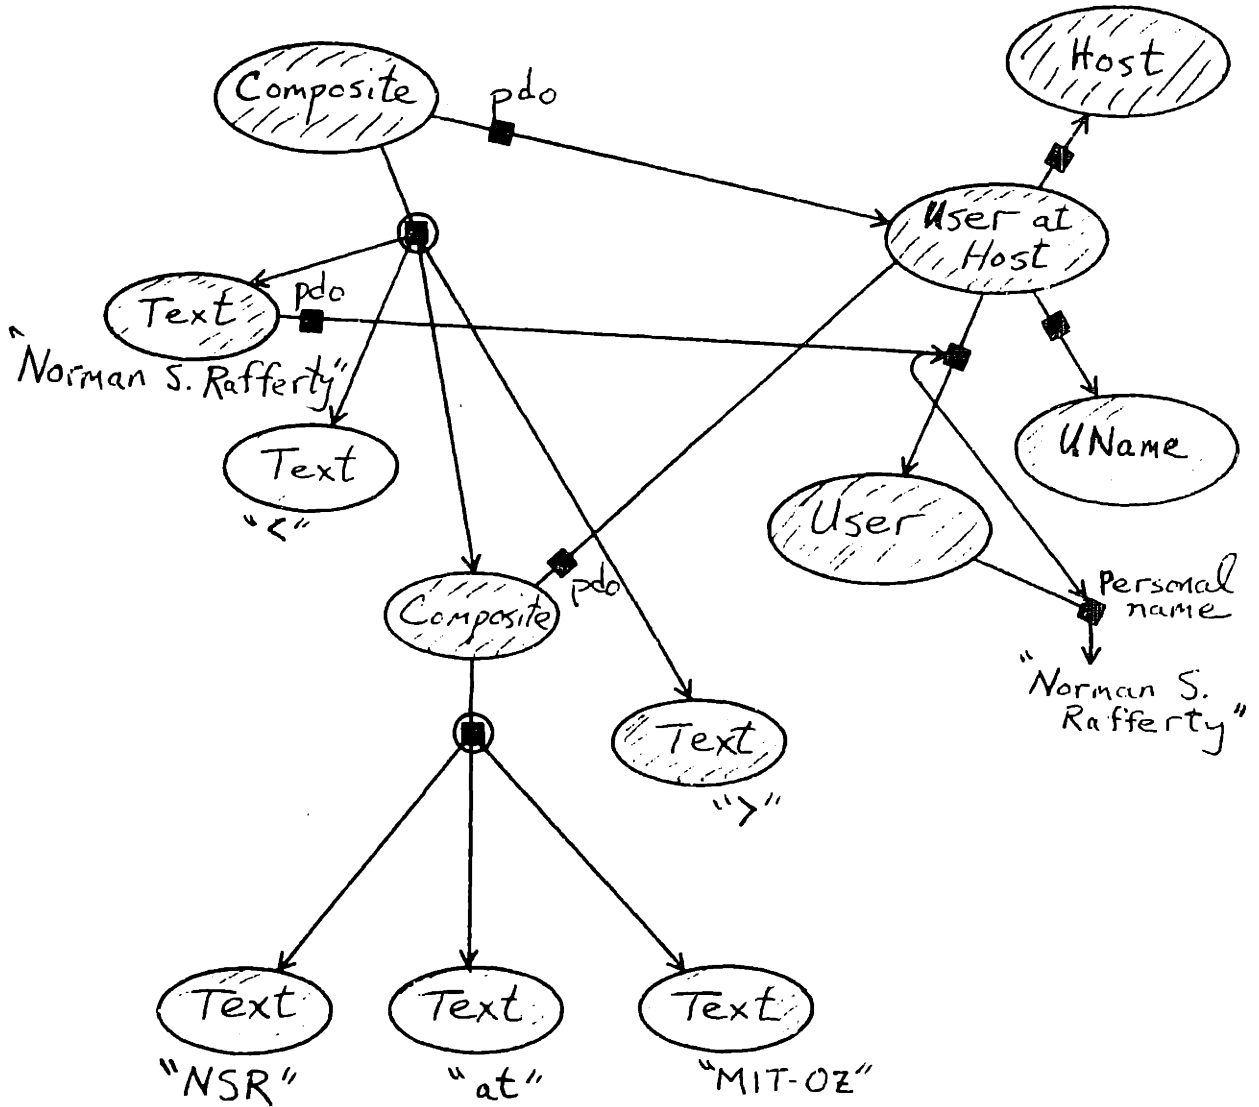 Host
Composite
pdo
User at
Host
Text
pdo
"Norman S. Rafferty"
UName
Text
"<"
User
Composite
pdo
Personal
name
"Norman S.
Rafferty"
Text
">"
Text
Text
Text
"NSR"
"at"
"MIT-OZ"